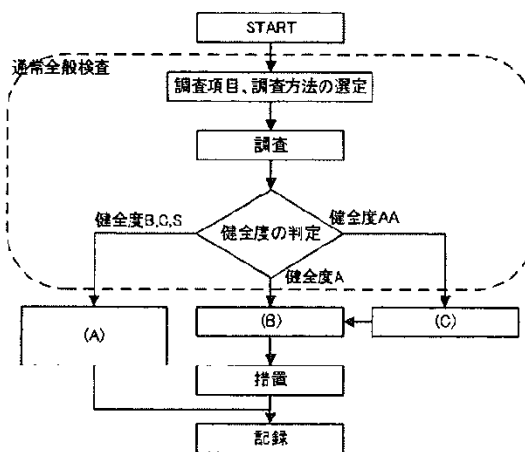 START
通常全般検査
調査項目、調査方法の選定
調査
健全度B,C,S
健全度の判定
健全度AA
健全度A
(A)
(B)
(C)
措置
記録